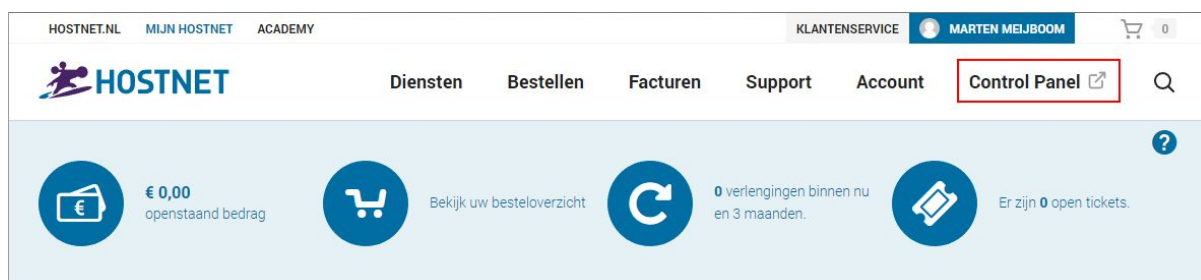 HOSTNET.NL MIJN HOSTNET ACADEMY KLANTENSERVICE MARTEN MEIJBOOM 0
HOSTNET Diensten Bestellen Facturen Support Account Control Panel
?
€ 0,00
openstaand bedrag
Bekijk uw besteloverzicht
0 verlengingen binnen nu
en 3 maanden.
Er zijn 0 open tickets.